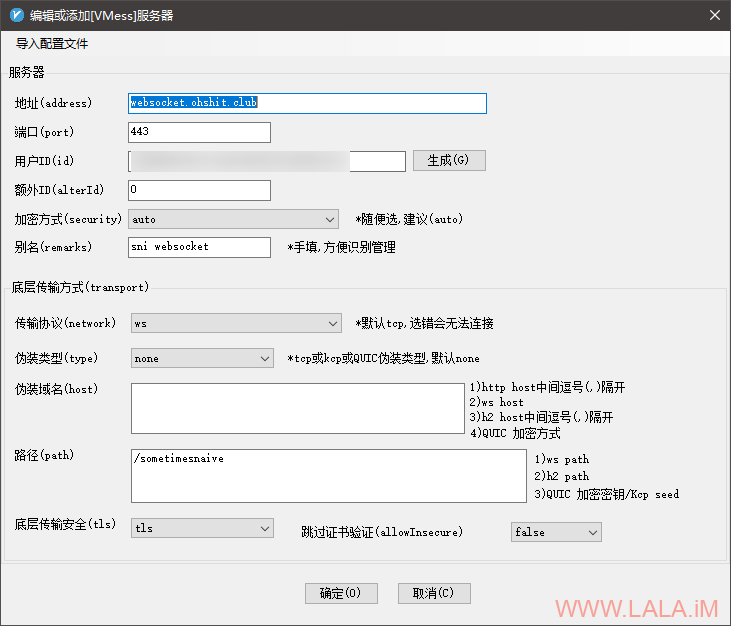 编辑或添加[VMess]服务器
导入配置文件
服务器
地址(address) websocket.ohshit.club
端口(port) 443
用户ID(id) 生成(G)
额外ID(alterId) 0
加密方式(security) auto *随便选,建议(auto)
别名(remarks) sni websocket *手填,方便识别管理
底层传输方式(transport)
传输协议(network) ws *默认tcp,选错会无法连接
伪装类型(type) none *tcp或kcp或QUIC伪装类型,默认none
伪装域名(host)
1)http host中间逗号(,)隔开
2)ws host
3)h2 host中间逗号(,)隔开
4)QUIC 加密方式
路径(path) /sometimesnaive
1)ws path
2)h2 path
3)QUIC 加密密钥/Kcp seed
底层传输安全(tls) tls 跳过证书验证(allowInsecure) false
确定(O) 取消(C)
WWW.LALA.iM